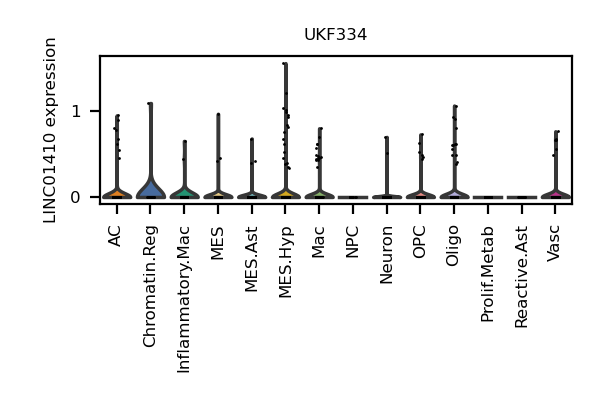 UKF334
LINC01410 expression
1
0
AC
Chromatin.Reg
Inflammatory.Mac
MES
MES.Ast
MES.Hyp
Mac
NPC
Neuron
OPC
Oligo
Prolif.Metab
Reactive.Ast
Vasc